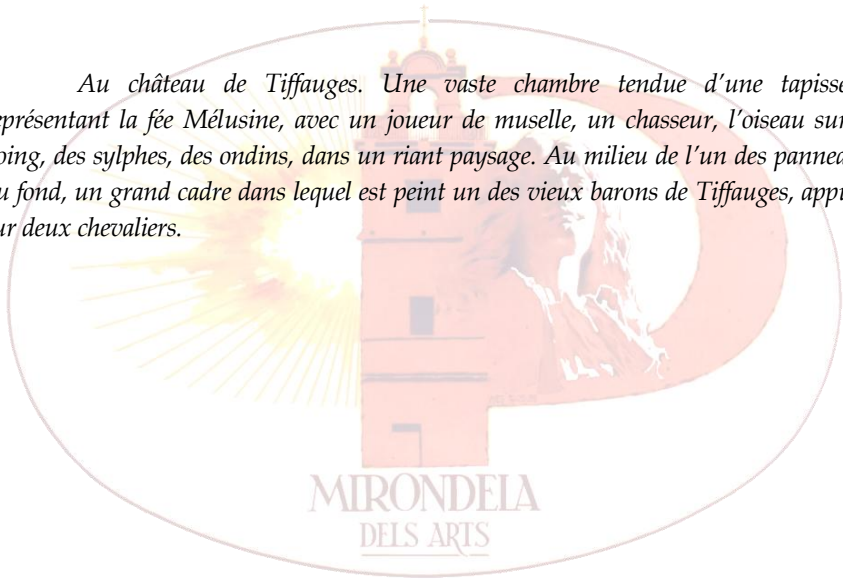 Au château de Tiffauges. Une vaste chambre tendue d’une tapisse
eprésentant la fée Mélusine, avec un joueur de muselle, un chasseur, l’oiseau sur
oing, des sylphes, des ondins, dans un riant paysage. Au milieu de l’un des pannea
u fond, un grand cadre dans lequel est peint un des vieux barons de Tiffauges, appu
ur deux chevaliers.
MIRONDELA
DELS ARTS